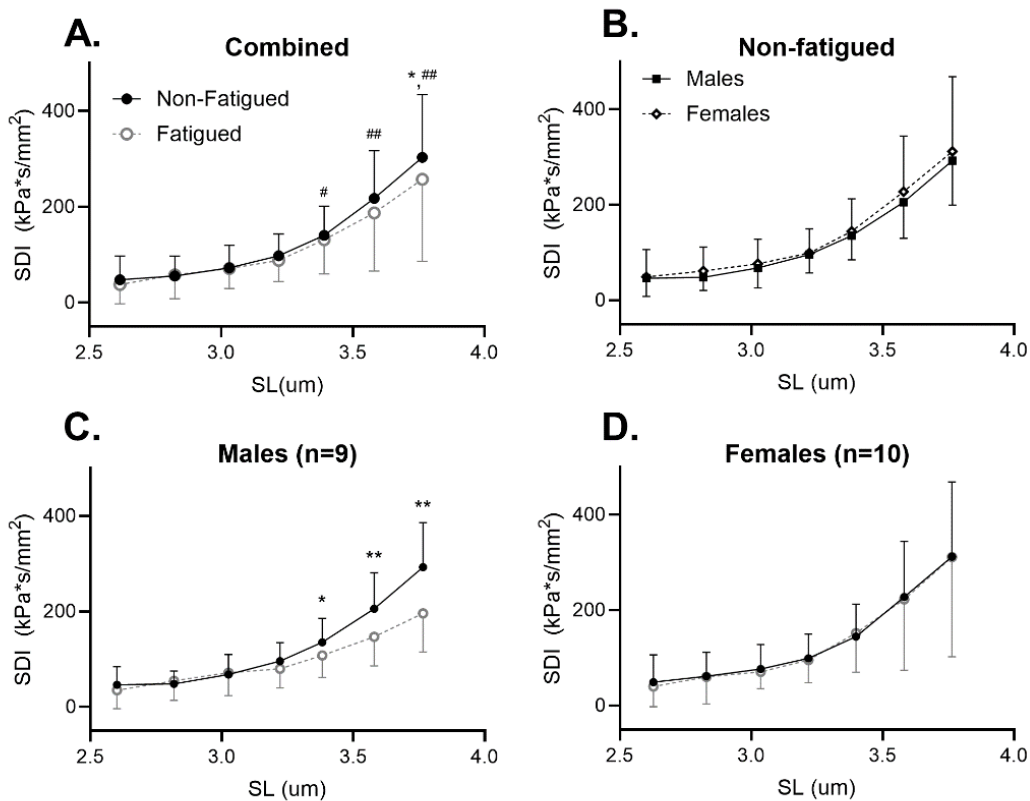 A.
Combined
Non-Fatigued
Fatigued
#
##
*,##
SDI (kPa*s/mm²)
400
200
0
2.5
3.0
3.5
4.0
SL(um)
B.
Non-fatigued
Males
Females
SDI (kPa*s/mm²)
400
200
0
2.5
3.0
3.5
4.0
SL (um)
C.
Males (n=9)
*
**
**
SDI (kPa*s/mm²)
400
200
0
2.5
3.0
3.5
4.0
SL (um)
D.
Females (n=10)
SDI (kPa*s/mm²)
400
200
0
2.5
3.0
3.5
4.0
SL (um)